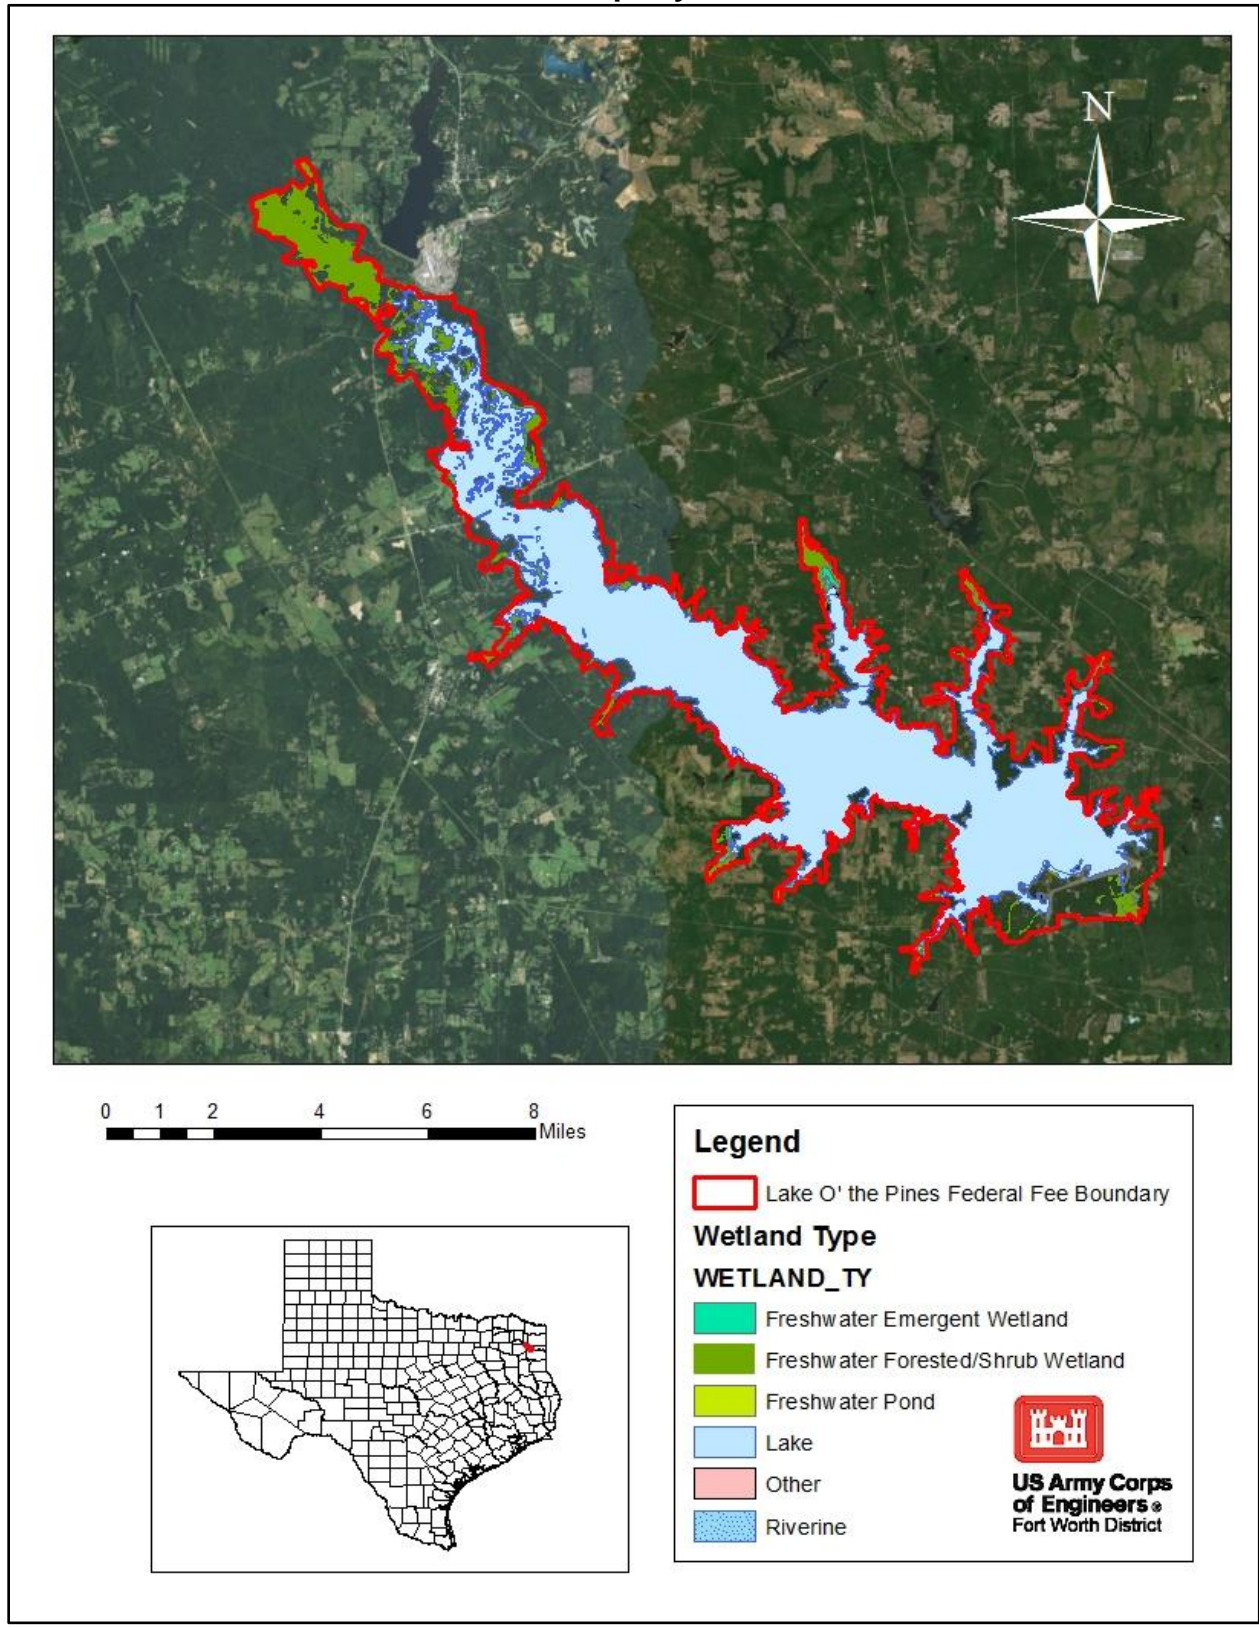 N
0 1 2 4 6 8
Miles
Legend
Lake O' the Pines Federal Fee Boundary
Wetland Type
WETLAND_TY
Freshwater Emergent Wetland
Freshwater Forested/Shrub Wetland
Freshwater Pond
Lake
Other
Riverine
US Army Corps
of Engineers ®
Fort Worth District